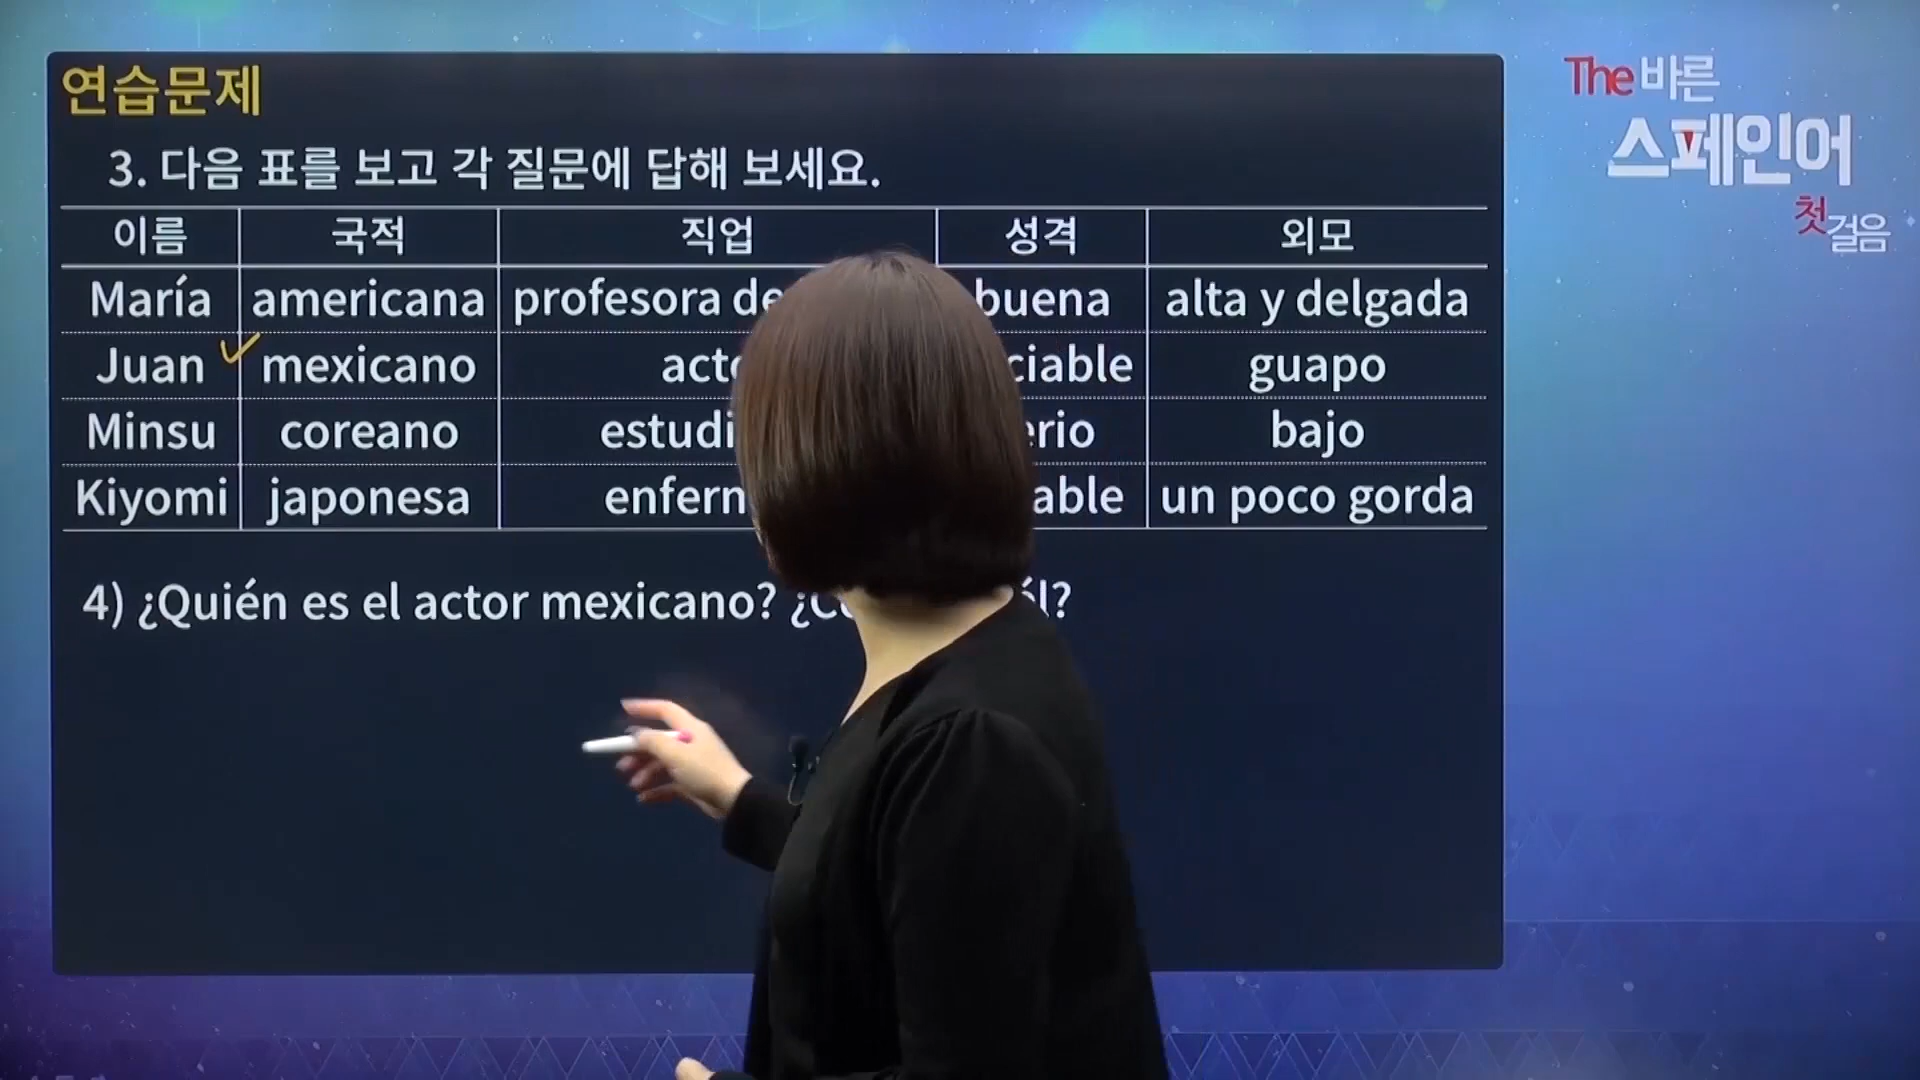 연습문제
The 바른
스페인어
첫걸음
3. 다음 표를 보고 각 질문에 답해 보세요.
이름 국적 직업 성격 외모
María americana profesora de buena alta y delgada
Juan mexicano guapo
Minsu coreano bajo
Kiyomi japonesa un poco gorda
4) ¿Quién es el actor mexicano?